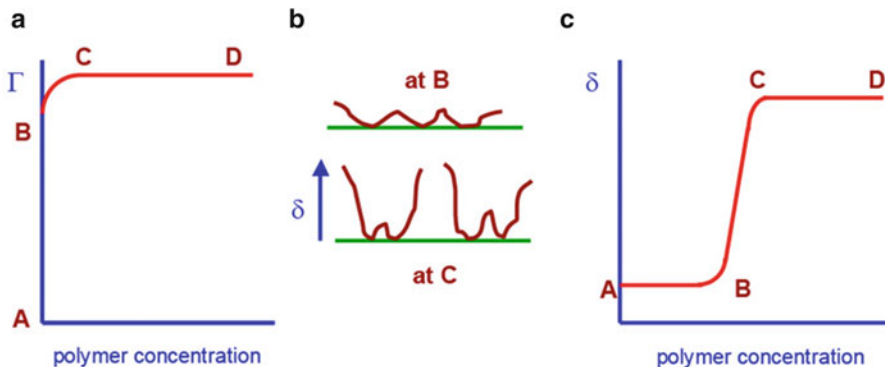 a
Γ
C
D
B
A
polymer concentration
b
at B
δ
at C
c
δ
C
D
A
B
polymer concentration